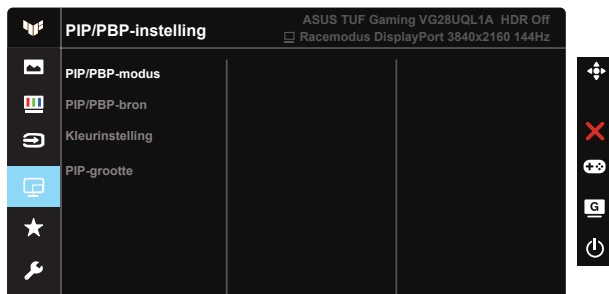 PIP/PBP-instelling
ASUS TUF Gaming VG28UQL1A HDR Off
Racemodus DisplayPort 3840x2160 144Hz
PIP/PBP-modus
PIP/PBP-bron
Kleurinstelling
PIP-grootte
G